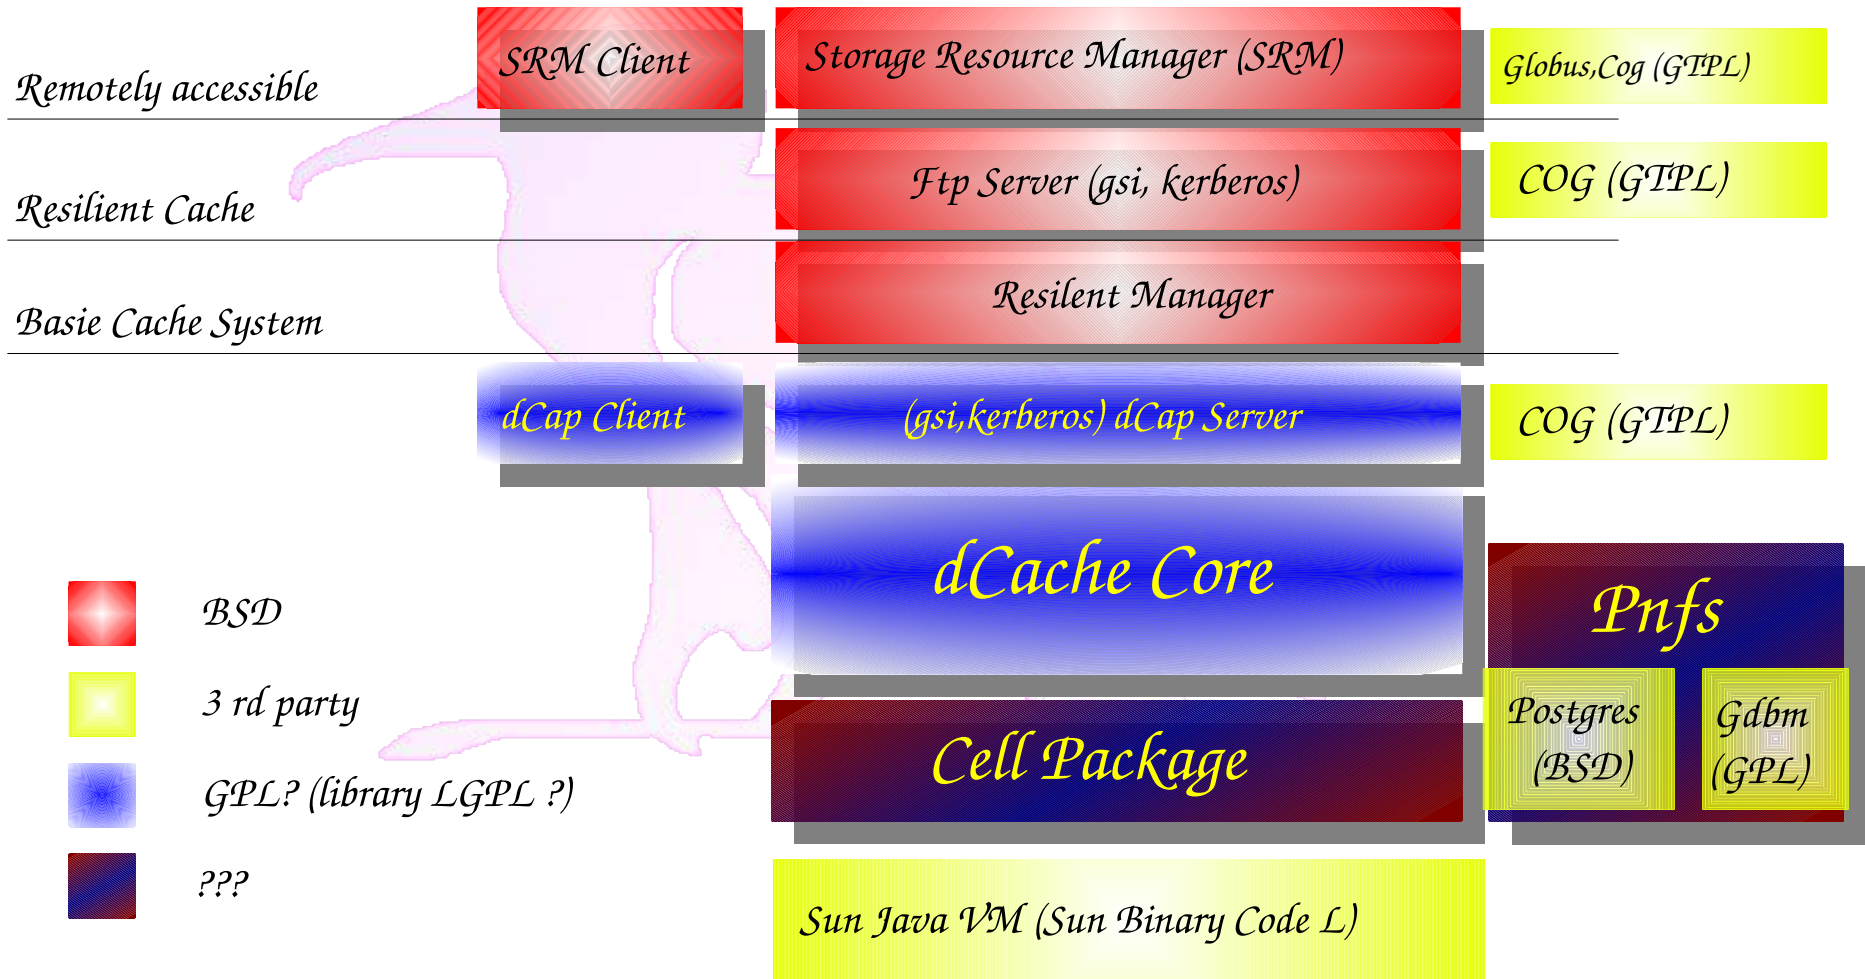 SRM Client
Storage Resource Manager (SRM)
Globus,Cog (GTPL)
Remotely accessible
Ftp Server (gsi, kerberos)
COG (GTPL)
Resilient Cache
Resilent Manager
Basie Cache System
dCap Client
(gsi,kerberos) dCap Server
COG (GTPL)
dCache Core
Pnfs
BSD
3 rd party
Postgres
(BSD)
Gdbm
(GPL)
Cell Package
GPL? (library LGPL ?)
???
Sun Java VM (Sun Binary Code L)